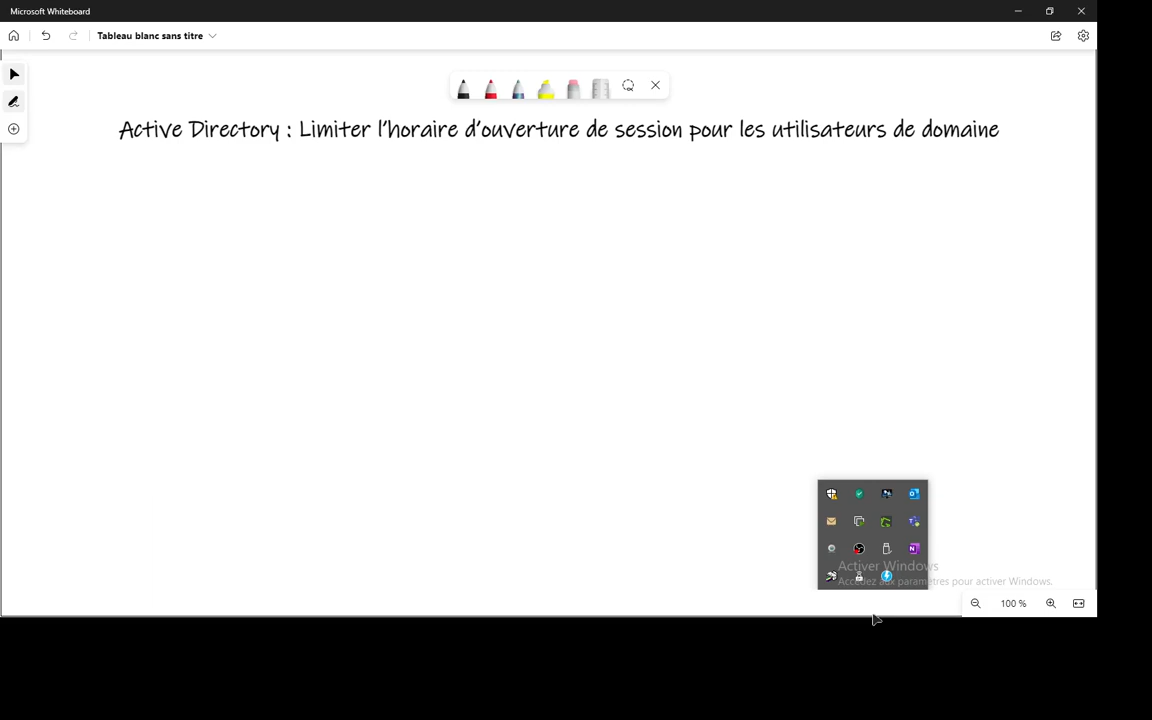 Microsoft Whiteboard
Tableau blanc sans titre
Active Directory : Limiter l'horaire d'ouverture de session pour les utilisateurs de domaine
Activer Windows
Accédez aux paramètres pour activer Windows.
100 %